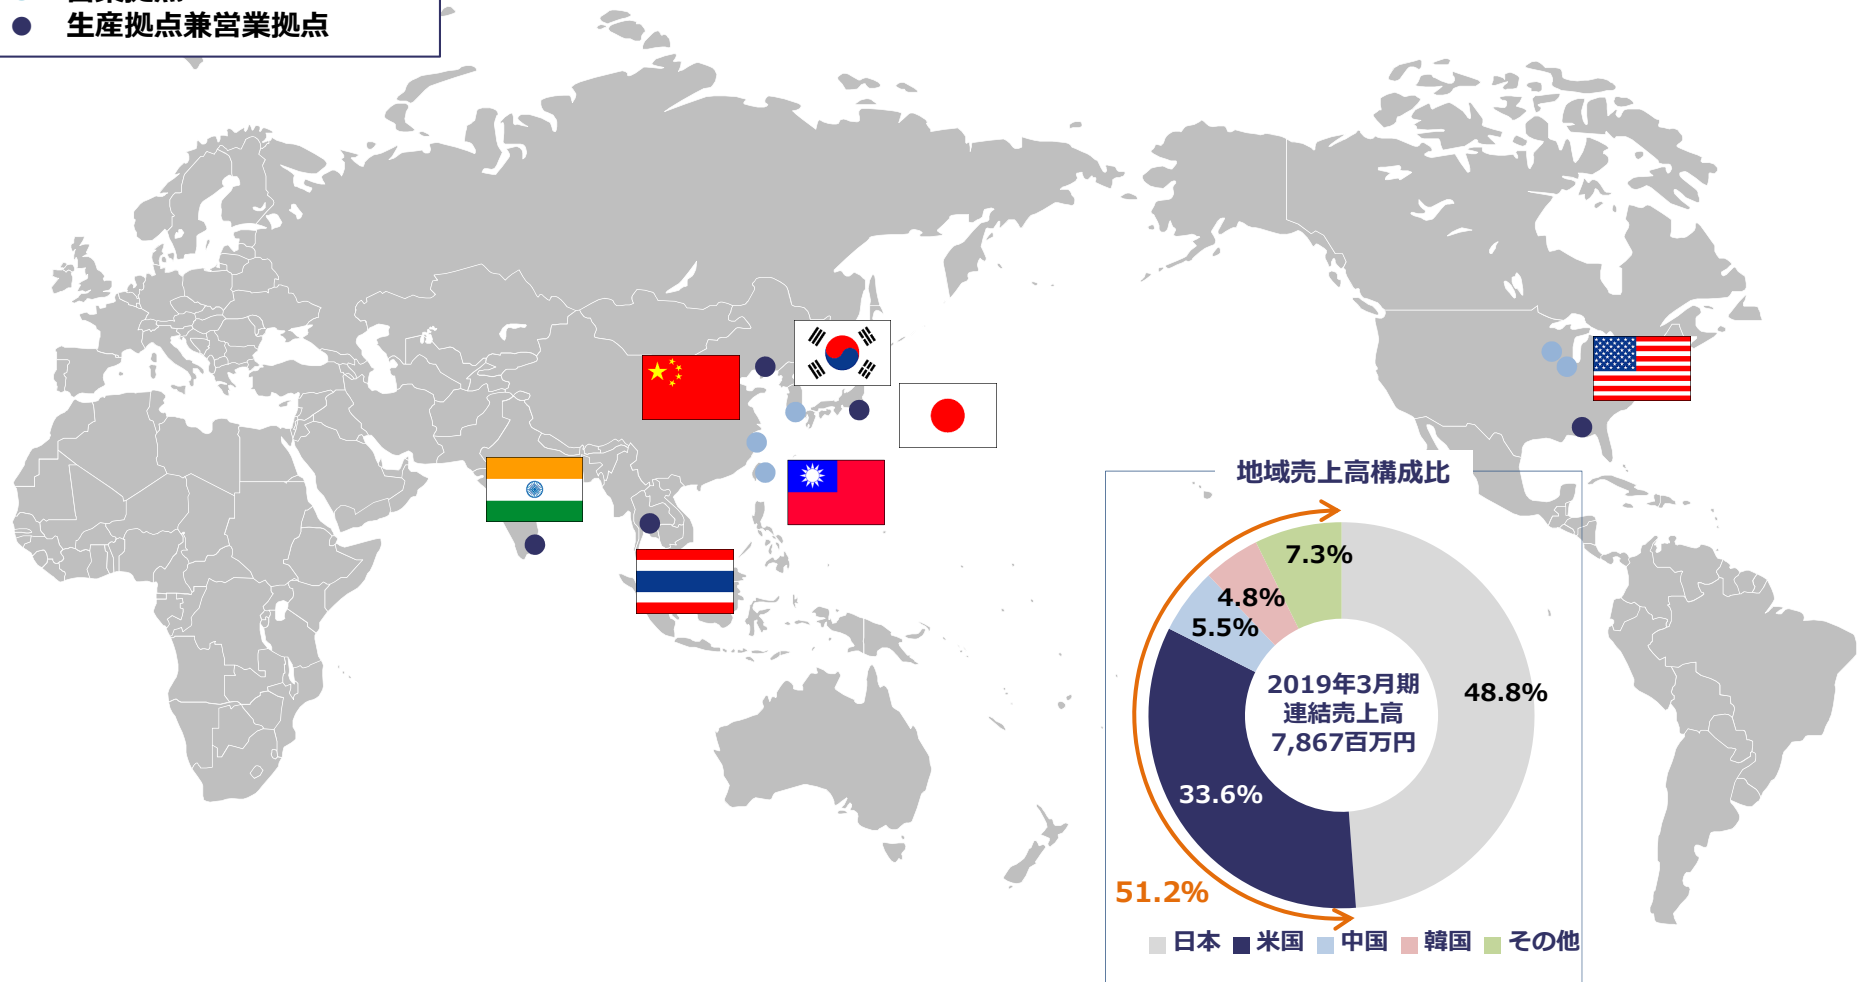 生産拠点兼営業拠点
地域売上高構成比
7.3%
4.8%
5.5%
48.8%
2019年3月期
連結売上高
7,867百万円
33.6%
51.2%
日本 米国 中国 韓国 その他